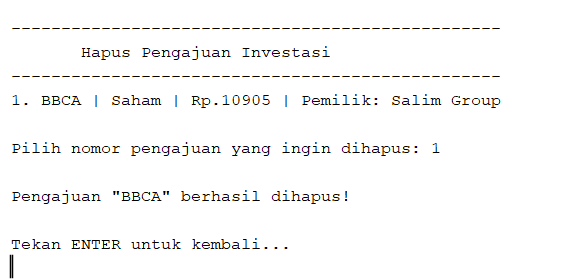 -------------------------------------------------
Hapus Pengajuan Investasi
-------------------------------------------------
1. BBCA | Saham | Rp.10905 | Pemilik: Salim Group
Pilih nomor pengajuan yang ingin dihapus: 1
Pengajuan "BBCA" berhasil dihapus!
Tekan ENTER untuk kembali...